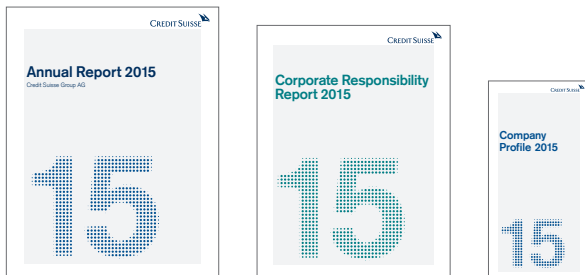 CREDIT SUISSE
Annual Report 2015
Credit Suisse Group AG
15
CREDIT SUISSE
Corporate Responsibility
Report 2015
15
CREDIT SUISSE
Company
Profile 2015
15